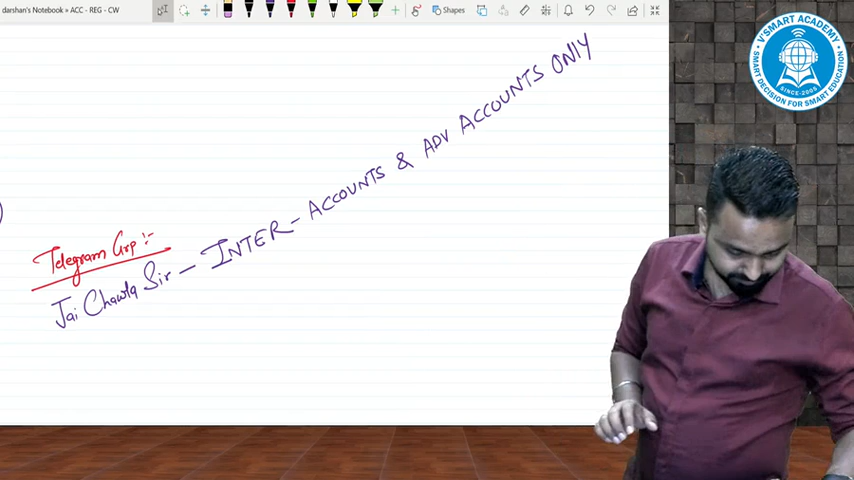 darshan's Notebook » ACC - REG - CW
Shapes
V'SMART ACADEMY
SMART DECISION FOR SMART EDUCATION
SINCE-2005
Telegram Grp :-
Jai Chawla Sir - INTER - ACCOUNTS & ADV ACCOUNTS ONLY